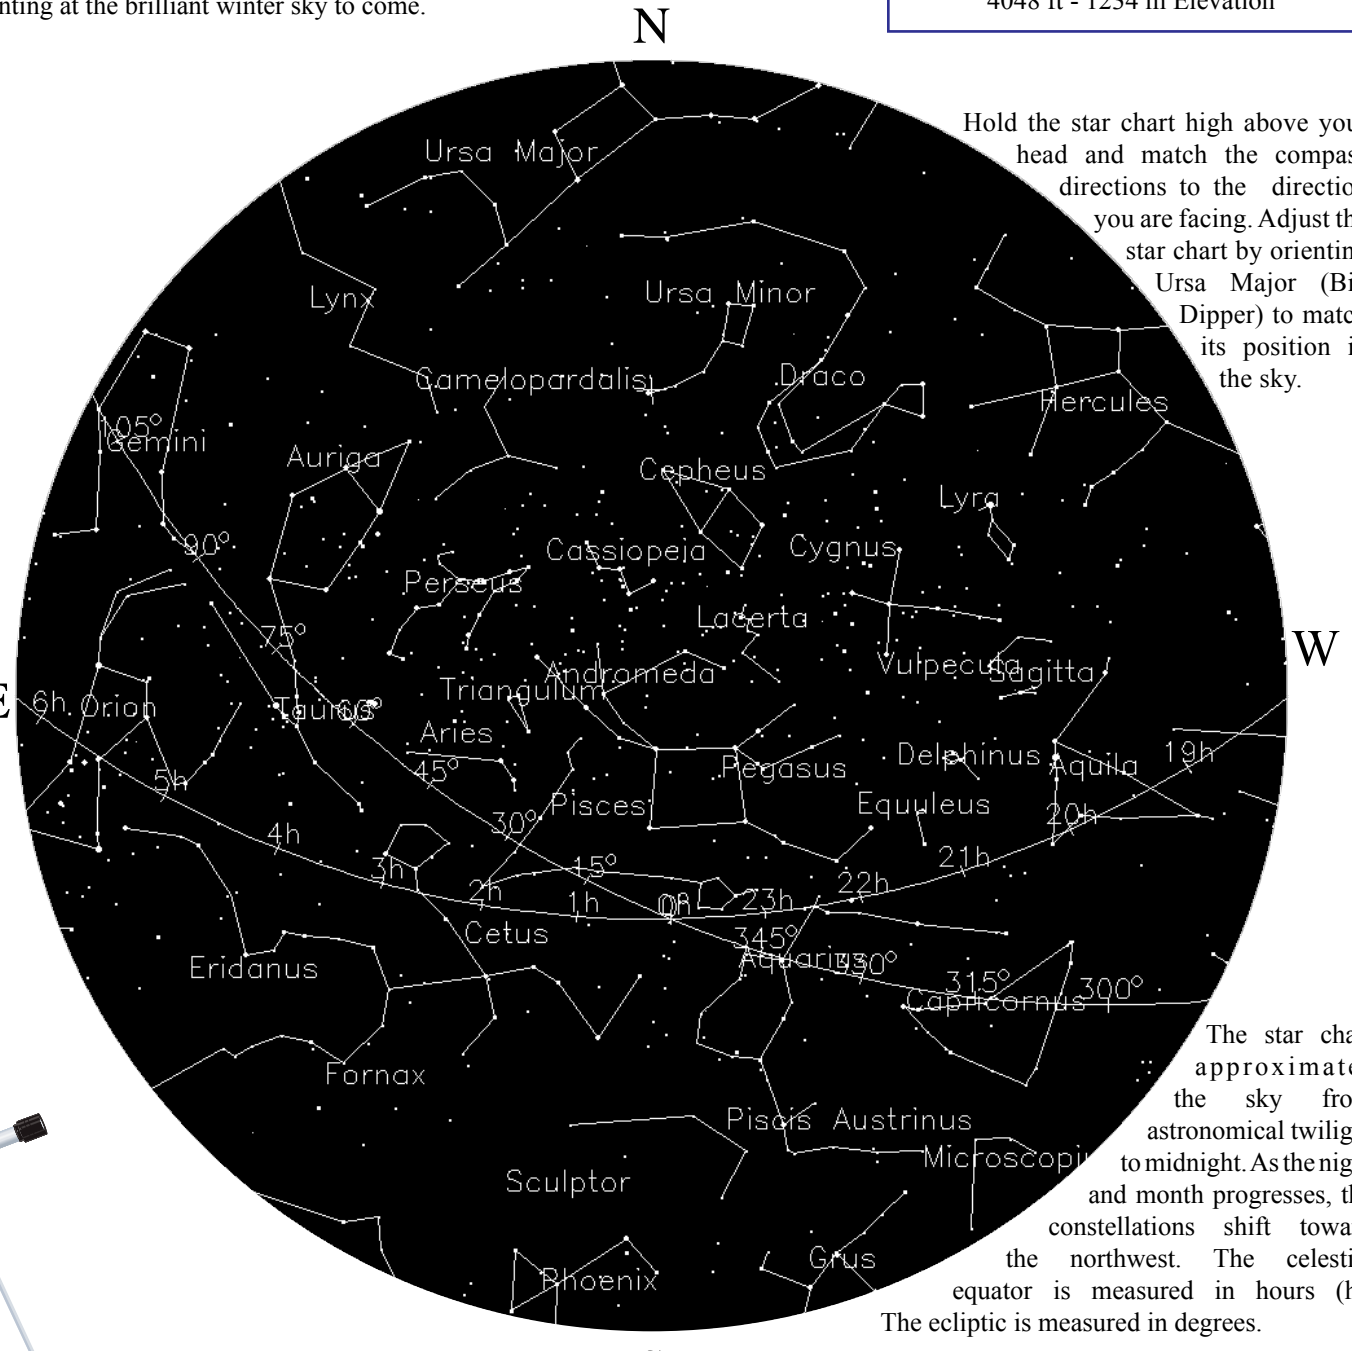 nting at the brilliant winter sky to come.
4048 ft - 1234 m Elevation
N
Hold the star chart high above you
head and match the compas
directions to the directio
you are facing. Adjust th
star chart by orientin
Ursa Major (Bi
Dipper) to matc
its position i
the sky.
Ursa Major
Lynx
Ursa Minor
Camelopardalis
Draco
Hercules
105°
Gemini
Auriga
Cepheus
Lyra
90°
Cassiopeia
Cygnus
Perseus
Lacerta
75°
W
Andromeda
Vulpecula
Sagitta
Triangulum
E
6h
Orion
Taurus
60°
Aries
45°
Pegasus
Delphinus
Aquila
19h
5h
Pisces
Equuleus
30°
20h
4h
3h
15°
21h
2h
1h
0h
0°
23h
22h
Cetus
345°
Aquarius
330°
Eridanus
315°
300°
Capricornus
Fornax
The star cha
approximate
the sky fro
astronomical twilig
to midnight. As the nig
and month progresses, th
constellations shift towa
the northwest. The celesti
equator is measured in hours (h
The ecliptic is measured in degrees.
Piscis Austrinus
Microscopiu
Sculptor
Grus
Phoenix